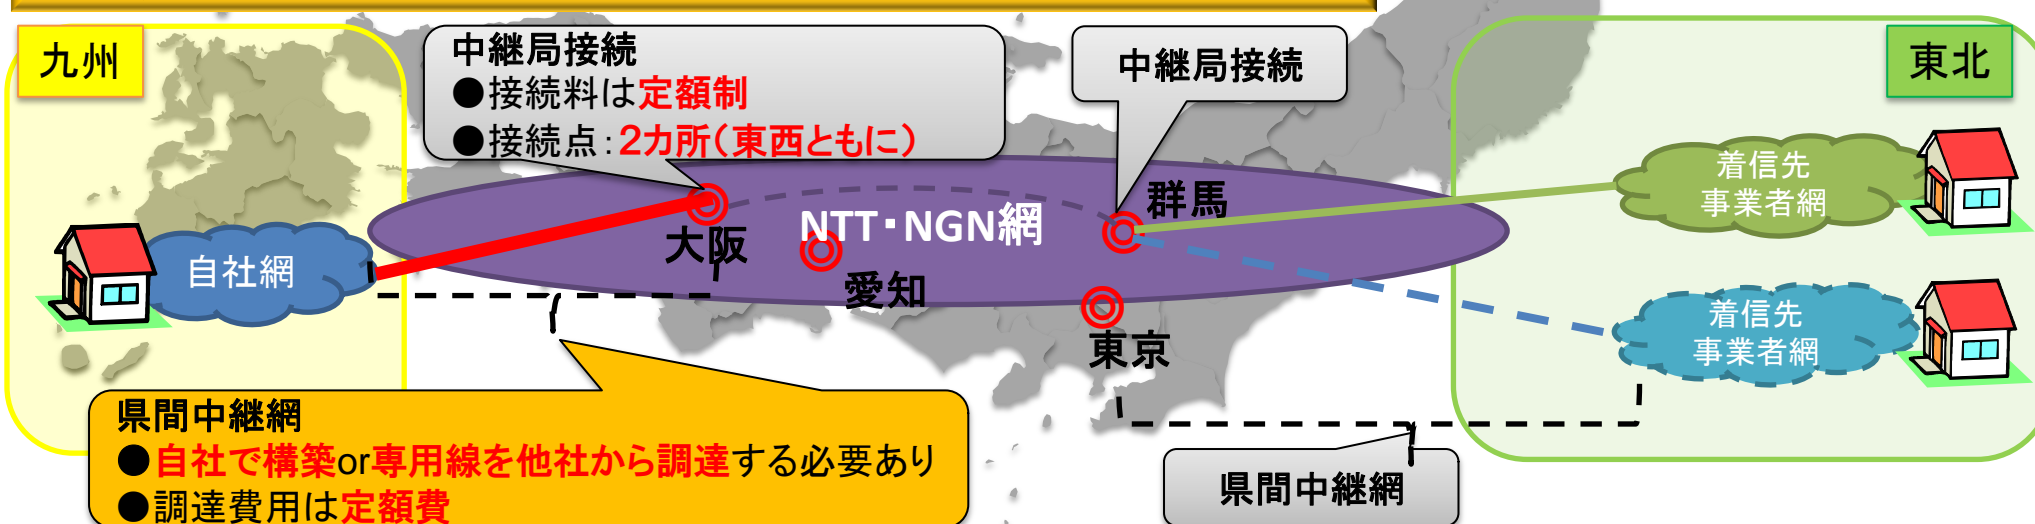 九州
中継局接続
●接続料は定額制
●接続点：2カ所（東西ともに）
中継局接続
東北
着信先
事業者網
群馬
NTT・NGN網
大阪
自社網
愛知
着信先
事業者網
東京
県間中継網
●自社で構築or専用線を他社から調達する必要あり
●調達費用は定額費
県間中継網